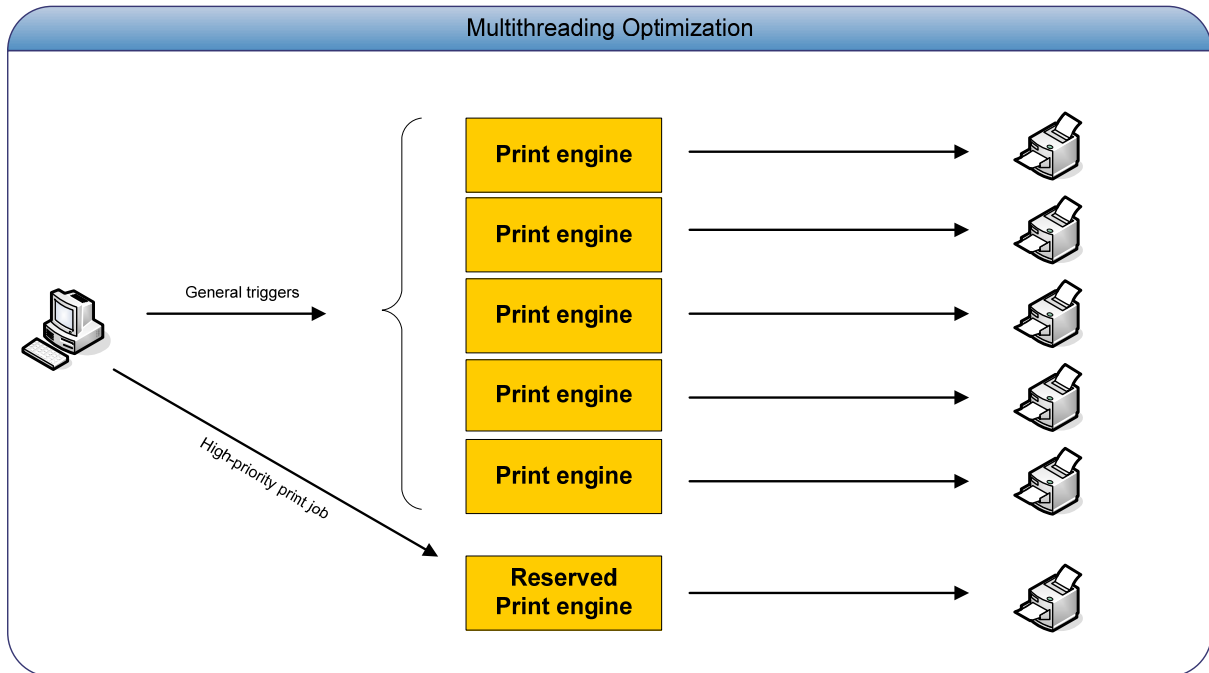 Multithreading Optimization
Print engine
Print engine
General triggers
Print engine
Print engine
High-priority print job
Print engine
Reserved
Print engine